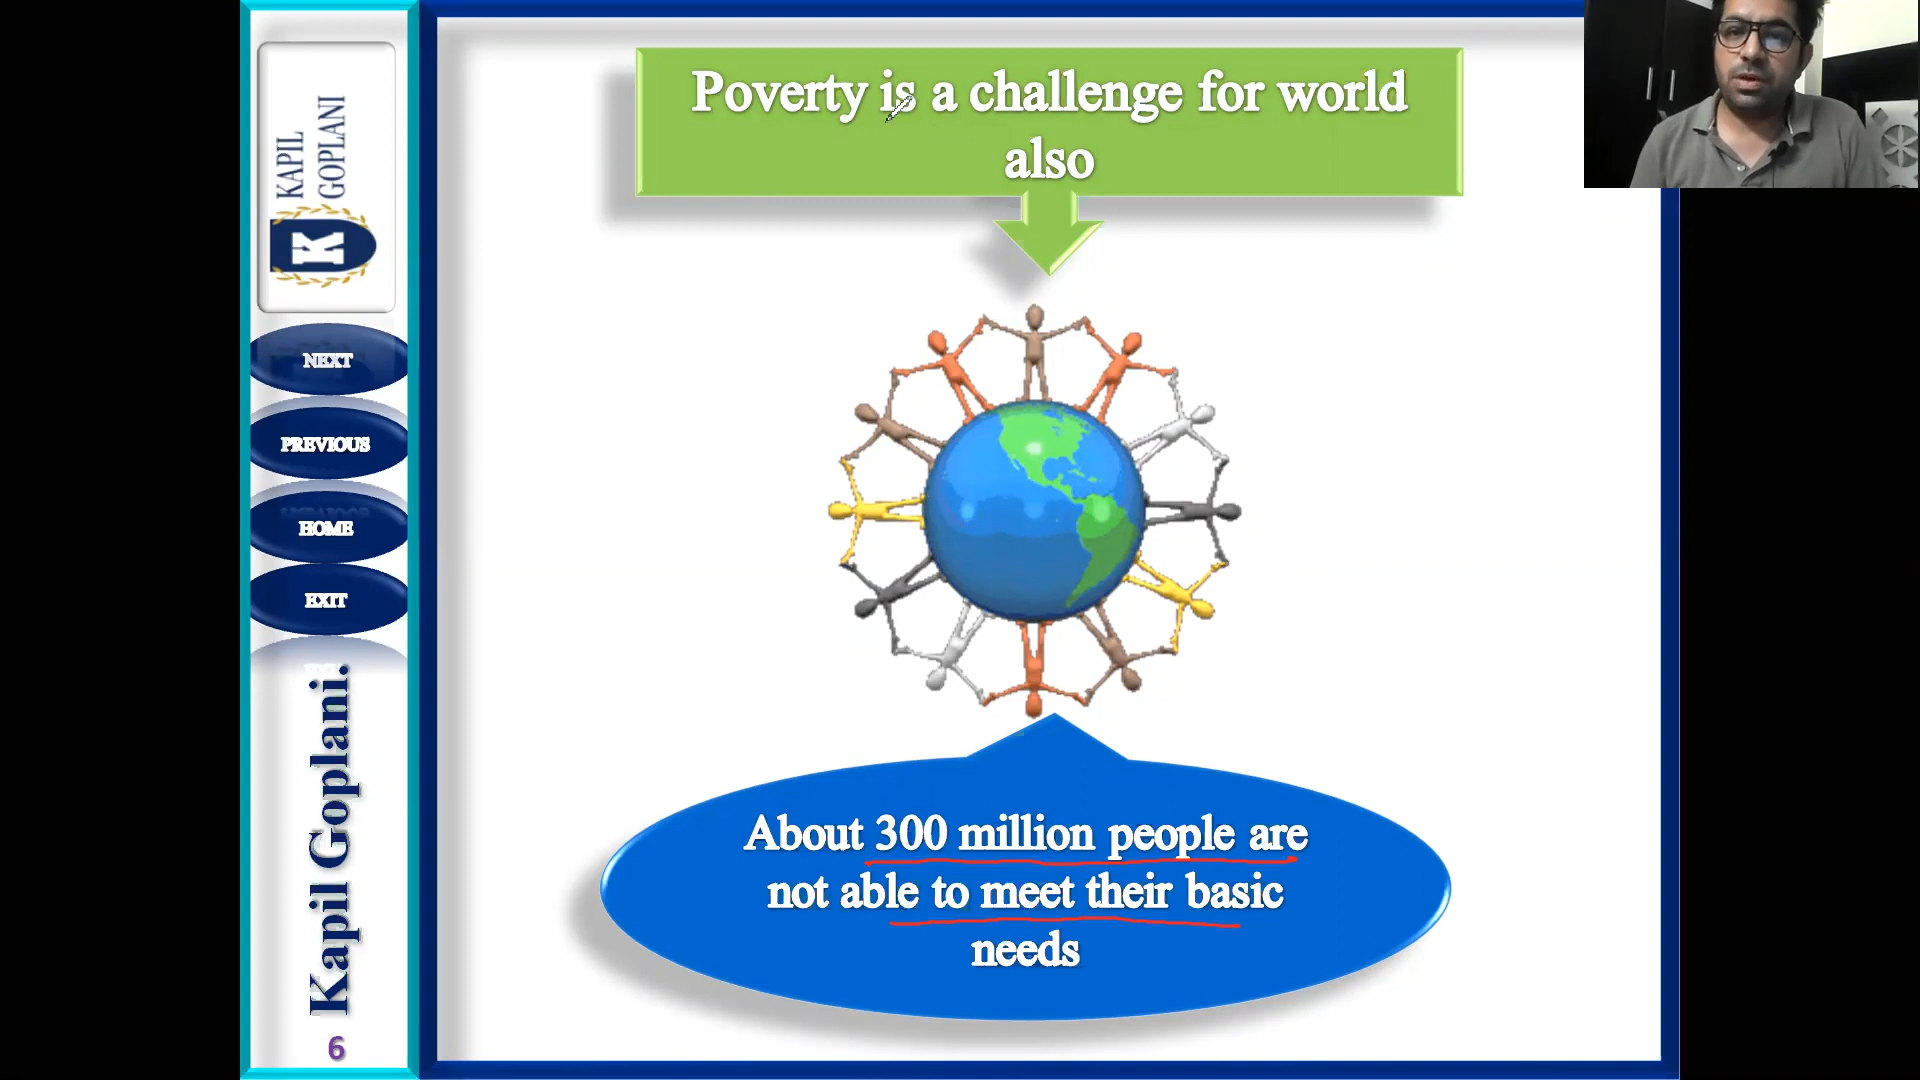 KAPIL
GOPLANI
K
NEXT
PREVIOUS
HOME
EXIT
Kapil Goplani.
6
Poverty is a challenge for world
also
About 300 million people are
not able to meet their basic
needs